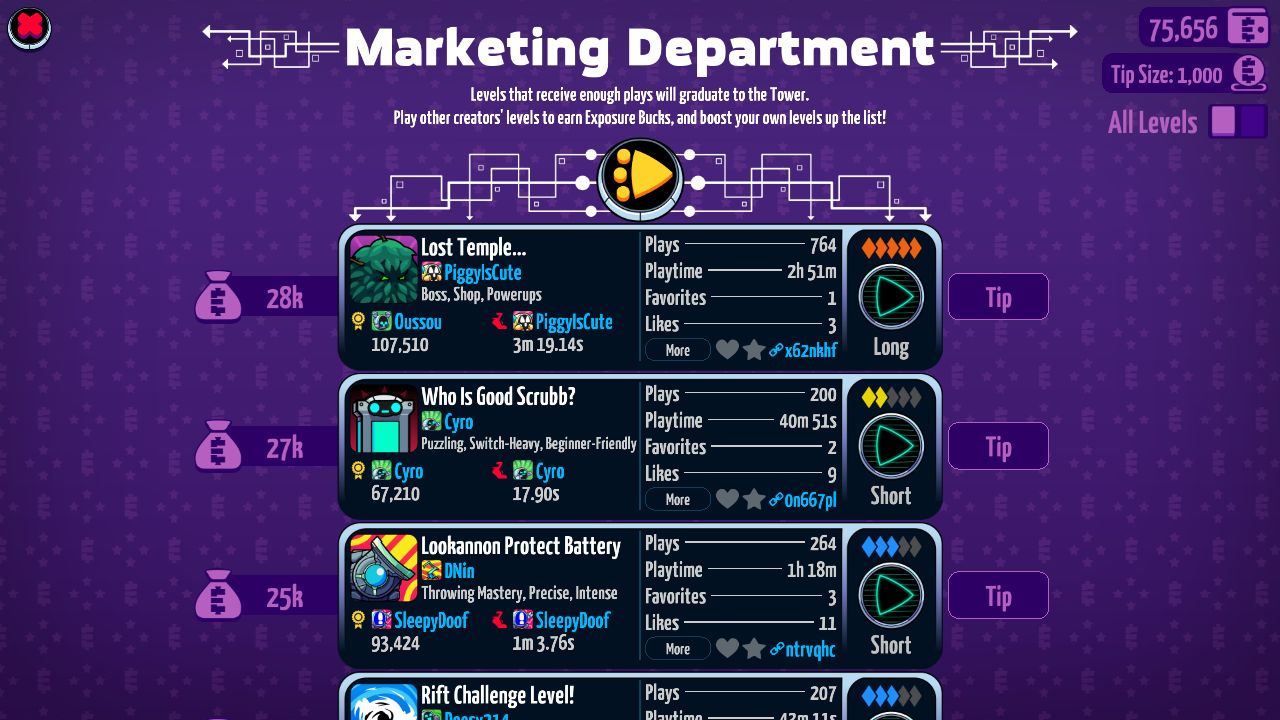 Marketing Department
75,656
Tip Size: 1,000
All Levels
Levels that receive enough plays will graduate to the Tower.
Play other creators' levels to earn Exposure Bucks, and boost your own levels up the list!
28k
Lost Temple...
PiggyIsCute
Boss, Shop, Powerups
Oussou
107,510
PiggyIsCute
3m 19.14s
Plays 764
Playtime 2h 51m
Favorites 1
Likes 3
More
x62nkhf
Long
Tip
27k
Who Is Good Scrubb?
Cyro
Puzzling, Switch-Heavy, Beginner-Friendly
Cyro
67,210
Cyro
17.90s
Plays 200
Playtime 40m 51s
Favorites 2
Likes 9
More
0n667pl
Short
Tip
25k
Lookannon Protect Battery
DNin
Throwing Mastery, Precise, Intense
SleepyDoof
93,424
SleepyDoof
1m 3.76s
Plays 264
Playtime 1h 18m
Favorites 3
Likes 11
More
ntrvqhc
Short
Tip
Rift Challenge Level!
Plays 207